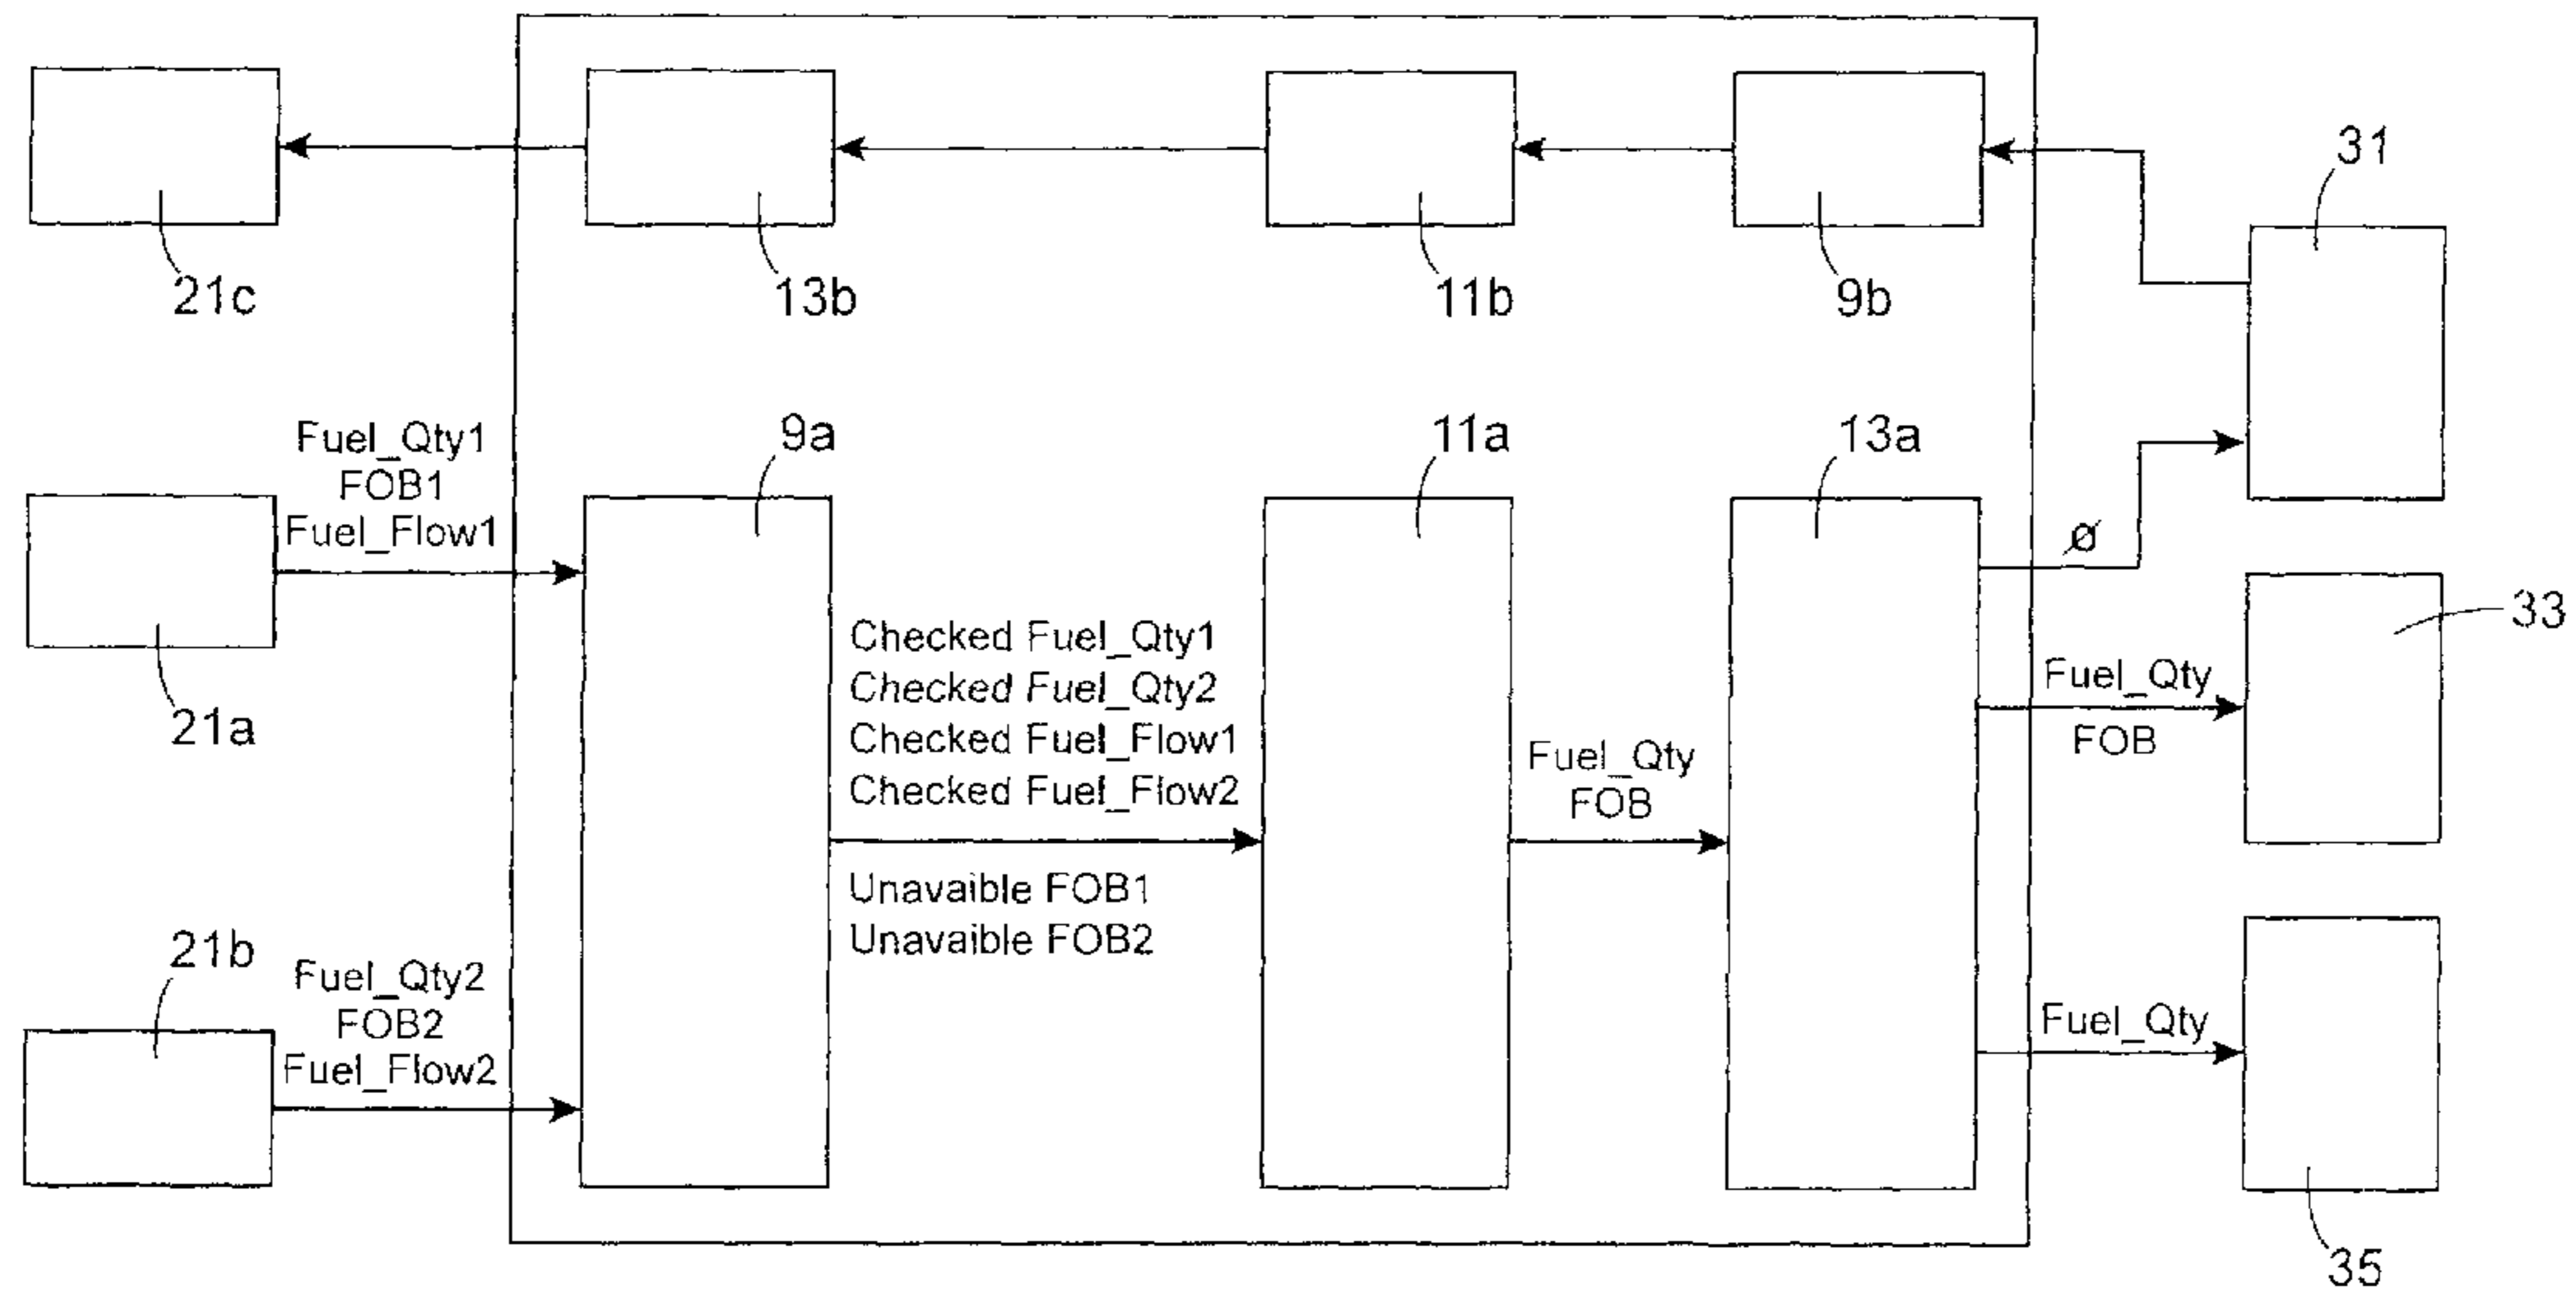 31
21c
13b
11b
9b
Fuel_Qty1
FOB1
Fuel_Flow1
9a
11a
13a
ø
33
21a
Checked Fuel_Qty1
Checked Fuel_Qty2
Checked Fuel_Flow1
Checked Fuel_Flow2
Unavaible FOB1
Unavaible FOB2
Fuel_Qty
FOB
Fuel_Qty
FOB
21b
Fuel_Qty2
FOB2
Fuel_Flow2
Fuel_Qty
35